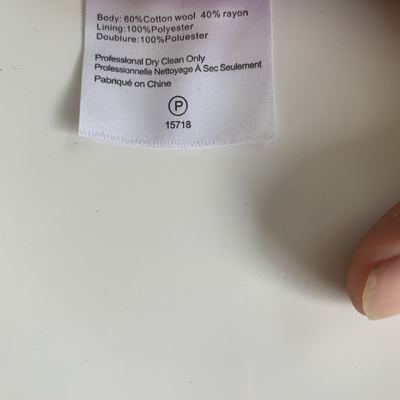 Body: 60%Cotton wool 40% rayon
Lining:100%Polyester
Doublure:100%Poluester
Professional Dry Clean Only
Professionnelle Nettoyage À Sec Seulement
Pabriqué on Chine
P
15718